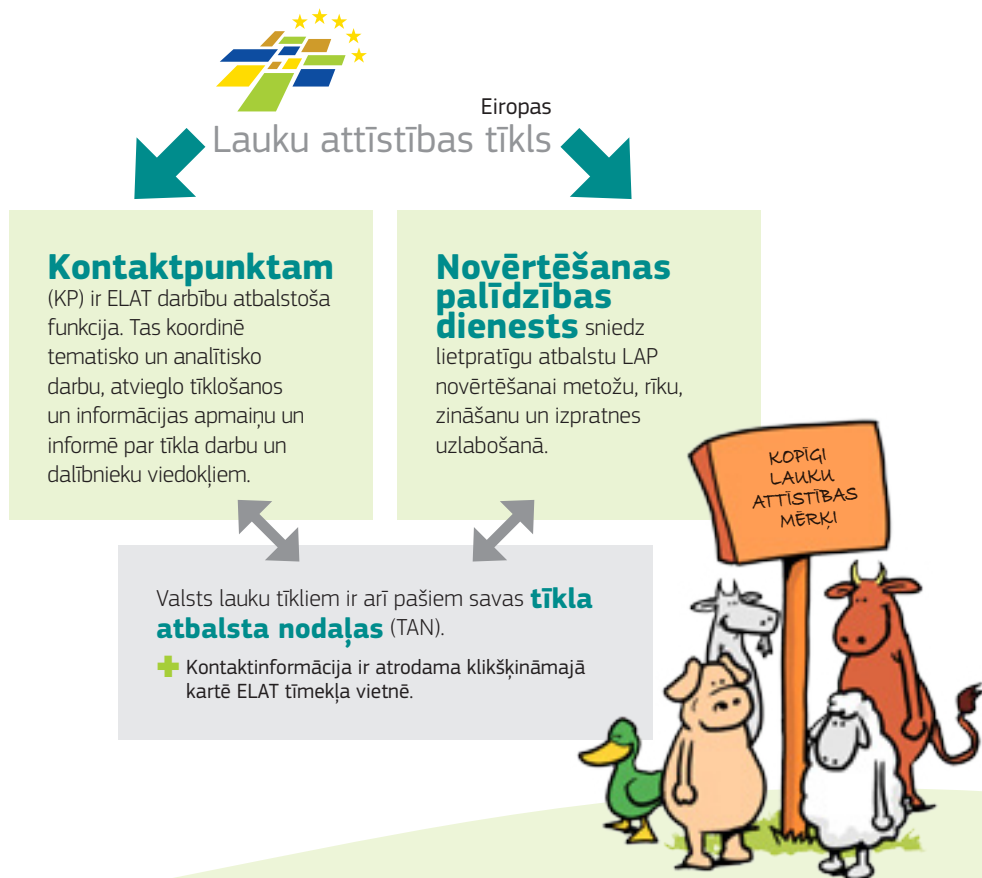 Eiropas
Lauku attīstības tīkls
Kontaktpunktam
(KP) ir ELAT darbību atbalstoša
funkcija. Tas koordinē
tematisko un analītisko
darbu, atvieglo tīklošanos
un informācijas apmaiņu un
informē par tīkla darbu un
dalībnieku viedokļiem.
Novērtēšanas
palīdzības
dienests sniedz
lietpratīgu atbalstu LAP
novērtēšanai metožu, rīku,
zināšanu un izpratnes
uzlabošanā.
Valsts lauku tīkliem ir arī pašiem savas tīkla
atbalsta nodaļas (TAN).
Kontaktinformācija ir atrodama klikšķināmajā
kartē ELAT tīmekļa vietnē.
KOPĪGI
LAUKU
ATTĪSTĪBAS
MĒRĶI